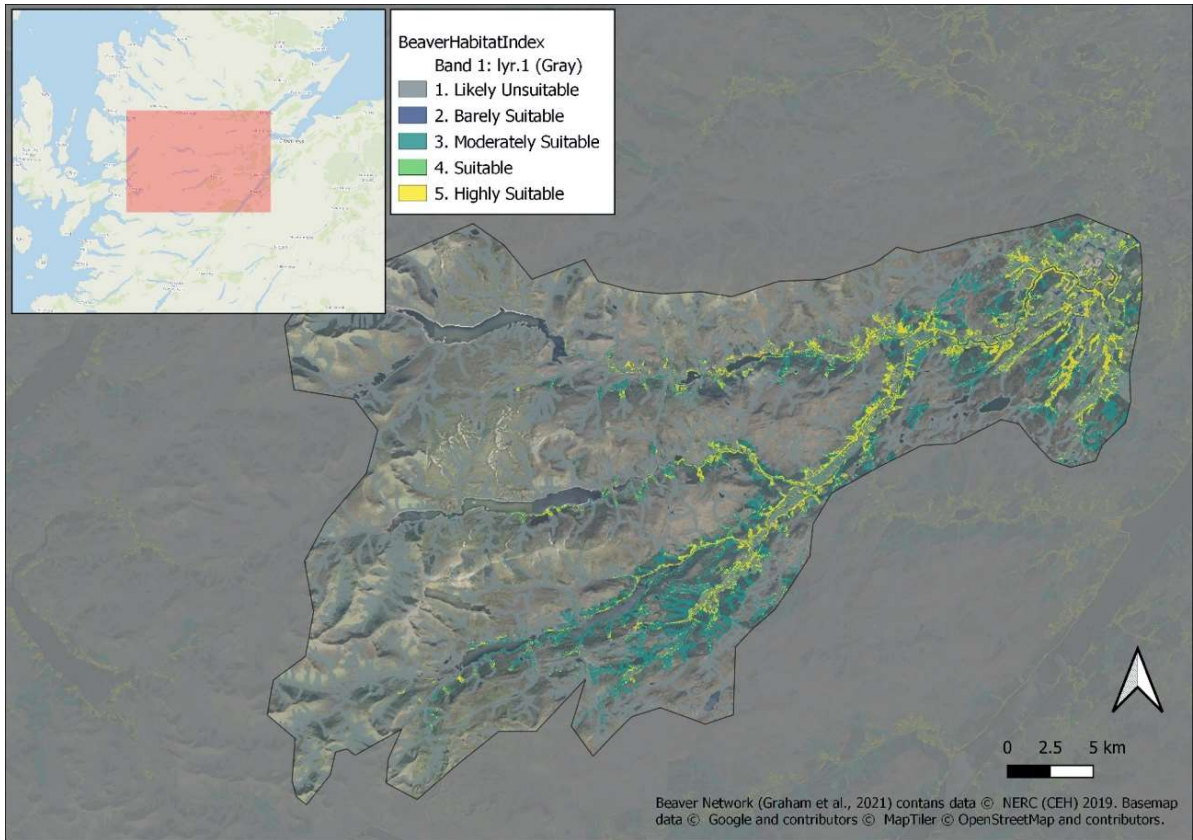 BeaverHabitatIndex
Band 1: lyr.1 (Gray)
1. Likely Unsuitable
2. Barely Suitable
3. Moderately Suitable
4. Suitable
5. Highly Suitable
0 2.5 5 km
Beaver Network (Graham et al., 2021) contans data © NERC (CEH) 2019. Basemap
data © Google and contributors © MapTiler © OpenStreetMap and contributors.